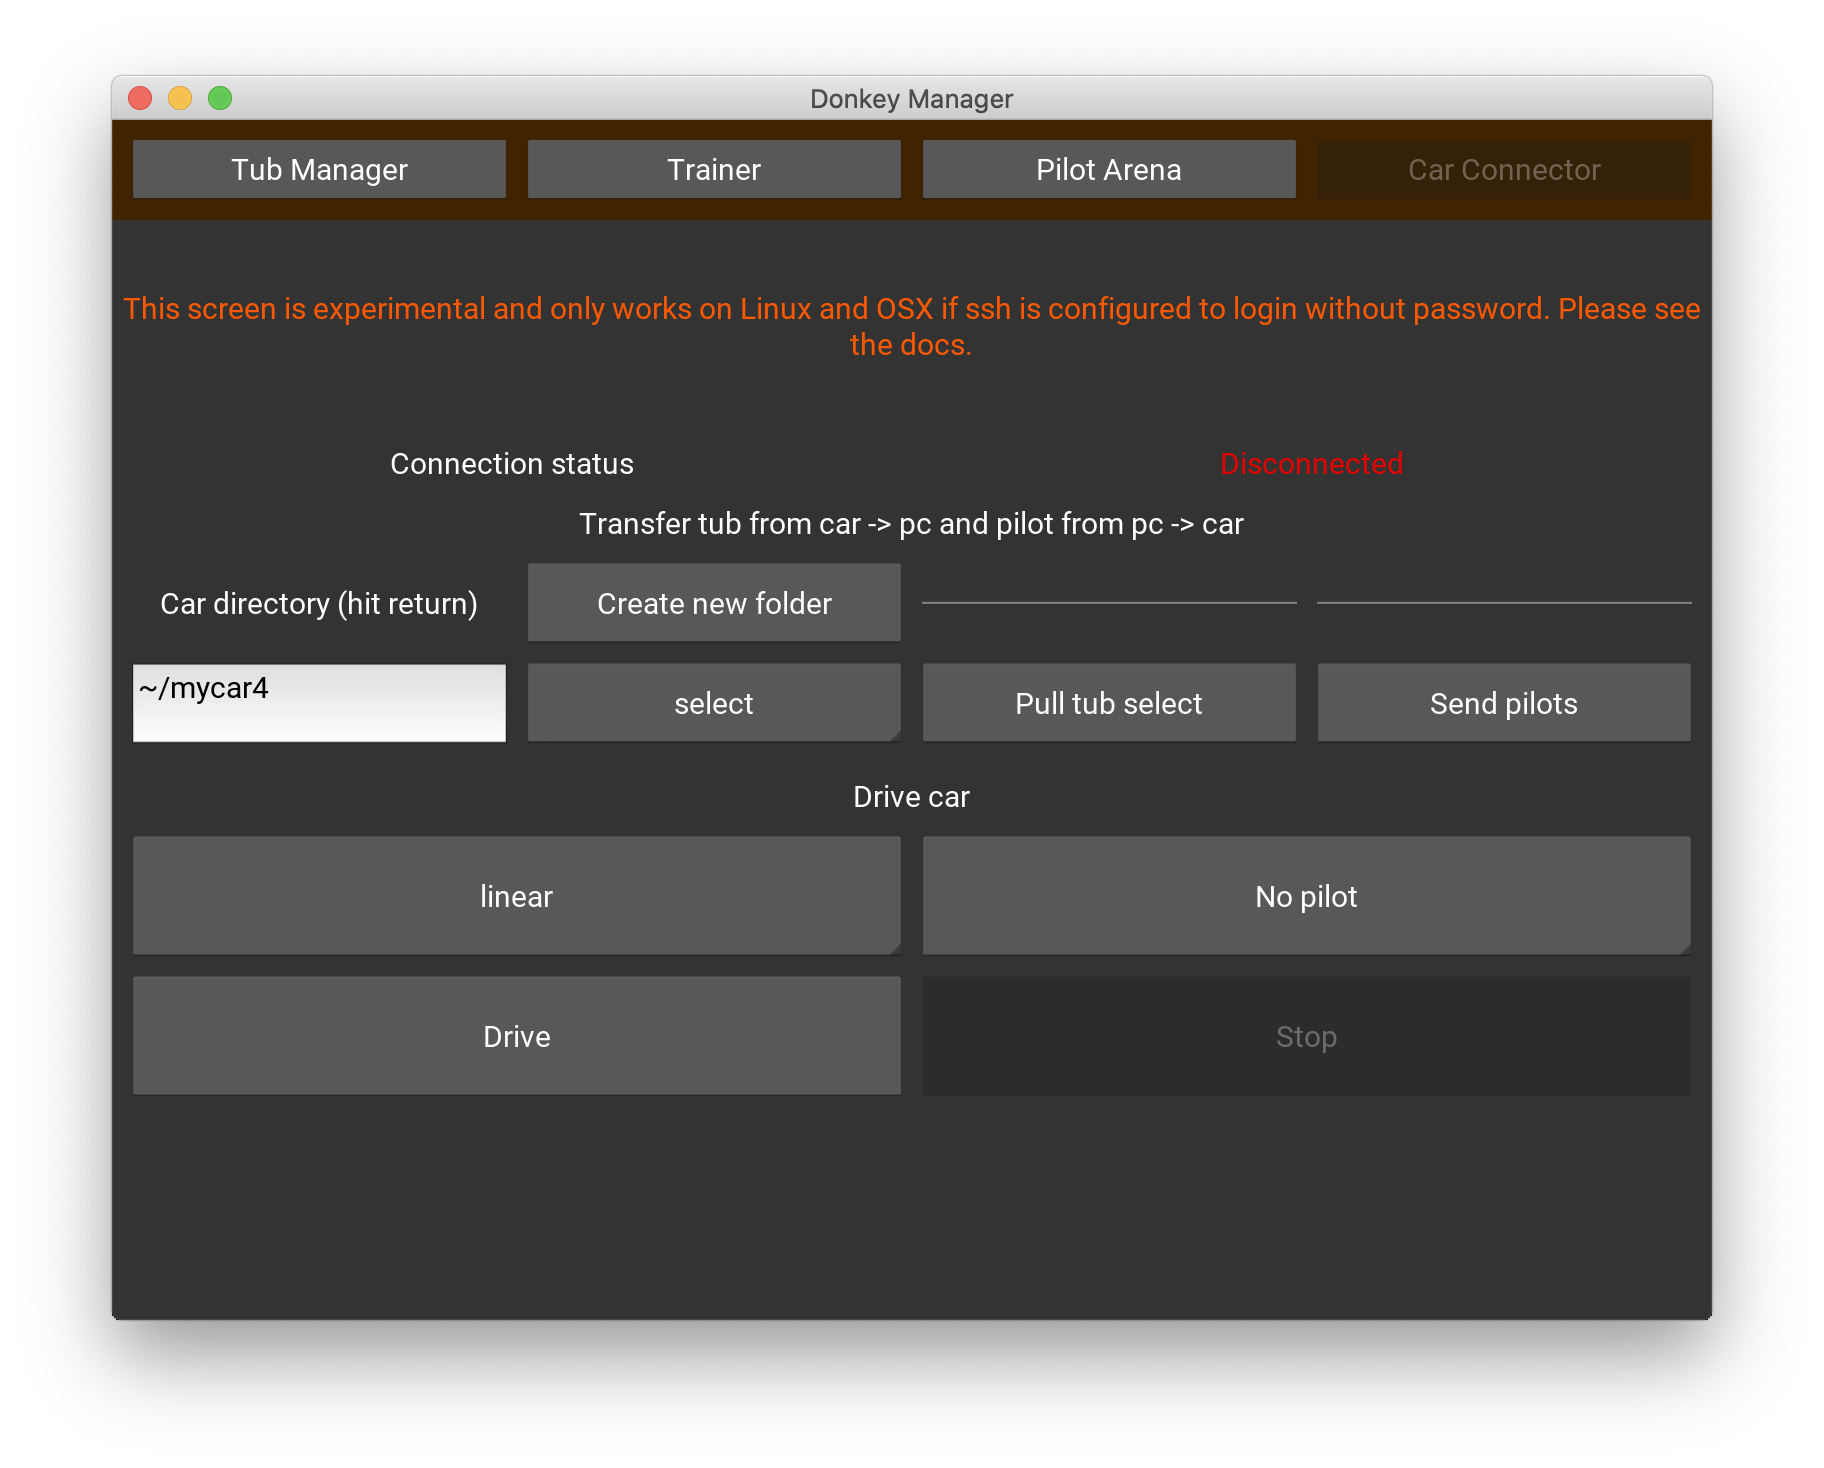 Donkey Manager
Tub Manager
Trainer
Pilot Arena
Car Connector
This screen is experimental and only works on Linux and OSX if ssh is configured to login without password. Please see
the docs.
Connection status
Disconnected
Transfer tub from car -> pc and pilot from pc -> car
Car directory (hit return)
Create new folder
~/mycar4
select
Pull tub select
Send pilots
Drive car
linear
No pilot
Drive
Stop